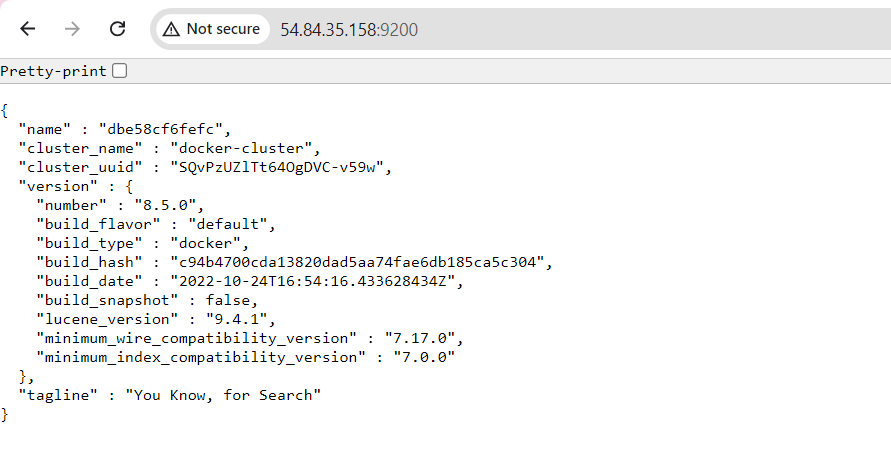 Not secure 54.84.35.158:9200
Pretty-print
{
"name" : "dbe58cf6fefc",
"cluster_name" : "docker-cluster",
"cluster_uuid" : "SQvPzUZlTt64OgDVC-v59w",
"version" : {
"number" : "8.5.0",
"build_flavor" : "default",
"build_type" : "docker",
"build_hash" : "c94b4700cda13820dad5aa74fae6db185ca5c304",
"build_date" : "2022-10-24T16:54:16.433628434Z",
"build_snapshot" : false,
"lucene_version" : "9.4.1",
"minimum_wire_compatibility_version" : "7.17.0",
"minimum_index_compatibility_version" : "7.0.0"
},
"tagline" : "You Know, for Search"
}